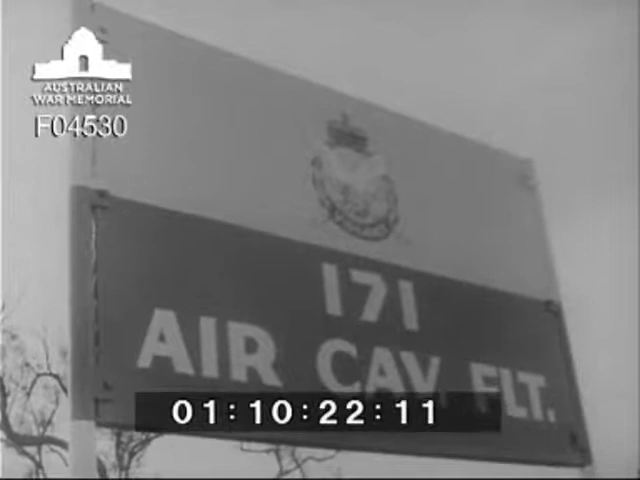 AUSTRALIAN
WAR MEMORIAL
F04530
171
AIR CAV FLT.
01:10:22:11